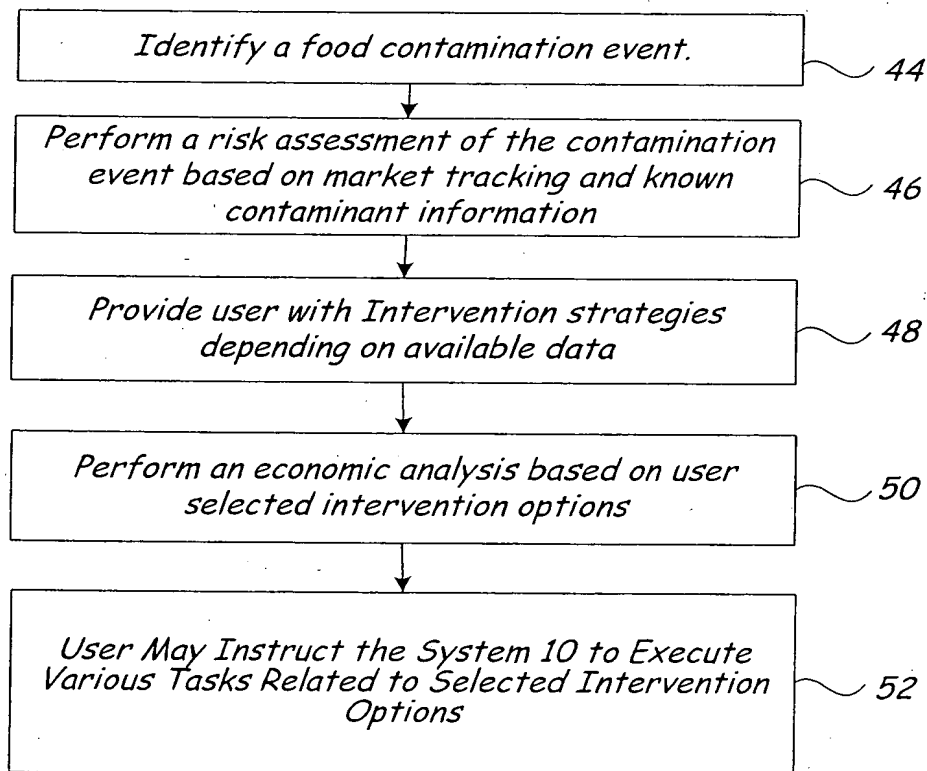 Identify a food contamination event.
44
Perform a risk assessment of the contamination
event based on market tracking and known
contaminant information
46
Provide user with Intervention strategies
depending on available data
48
Perform an economic analysis based on user
selected intervention options
50
User May Instruct the System 10 to Execute
Various Tasks Related to Selected Intervention
Options
52